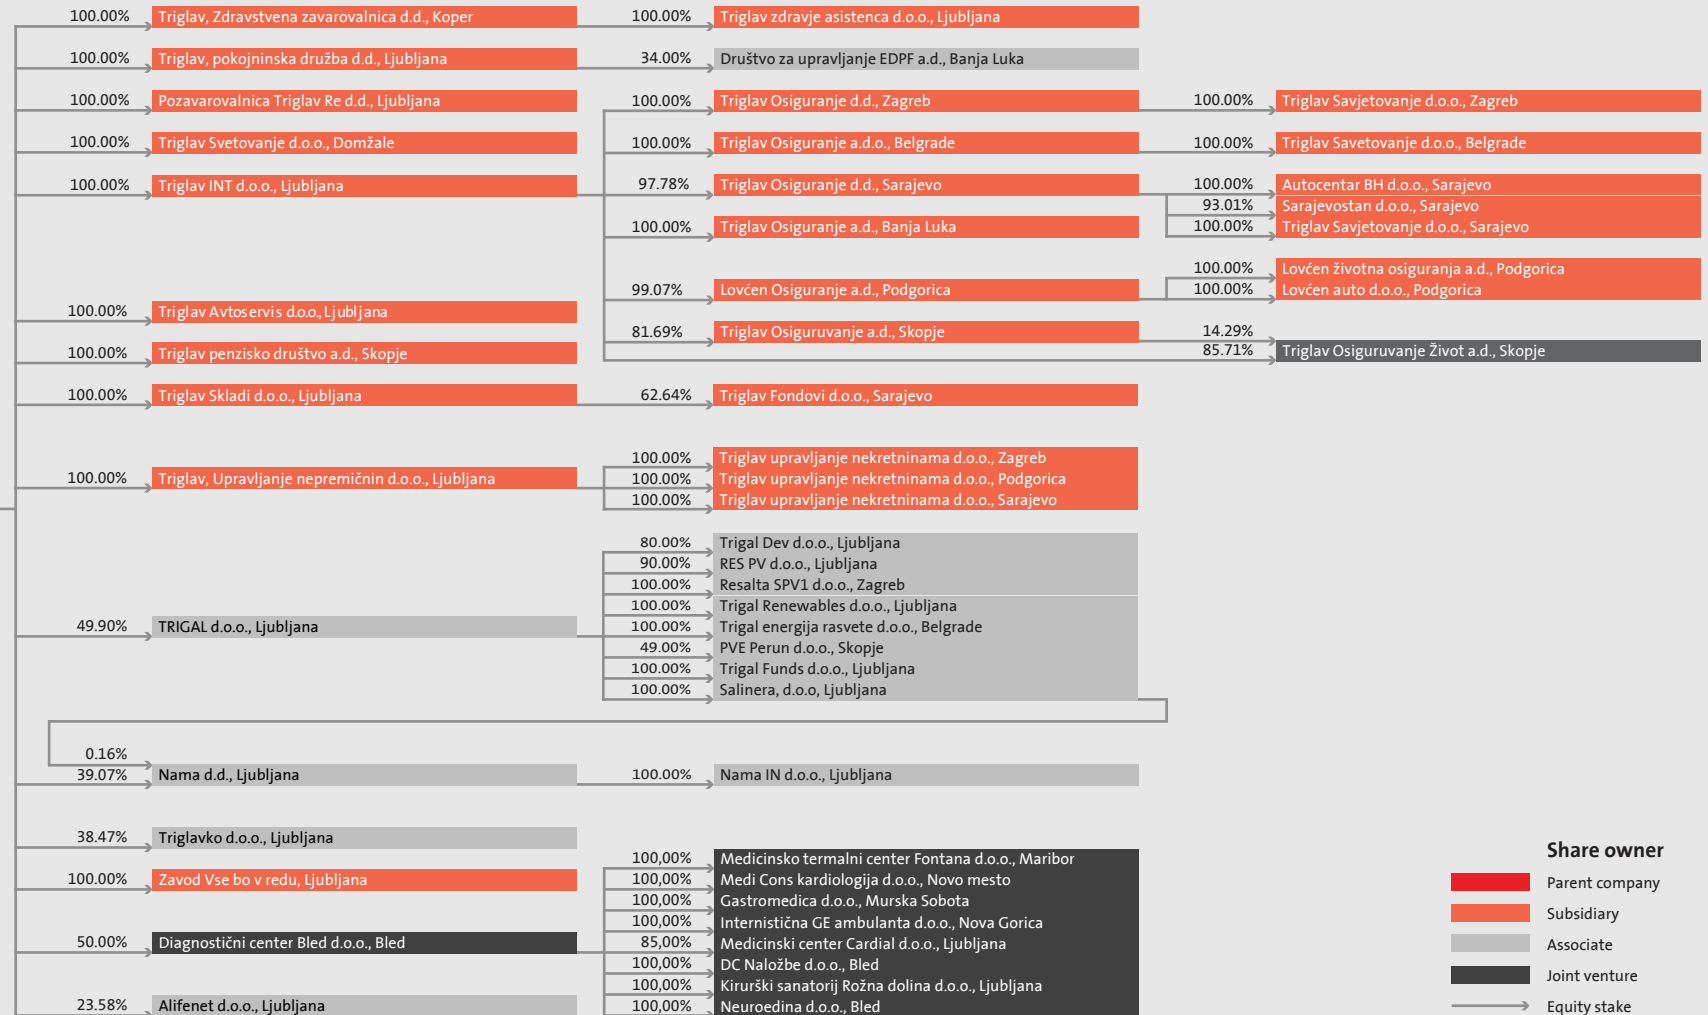 100.00% Triglav, Zdravstvena zavarovalnica d.d., Koper 100.00% Triglav zdravje asistenca d.o.o., Ljubljana
100.00% Triglav, pokojninska družba d.d., Ljubljana 34.00% Društvo za upravljanje EDPF a.d., Banja Luka
100.00% Pozavarovalnica Triglav Re d.d., Ljubljana 100.00% Triglav Osiguranje d.d., Zagreb 100.00% Triglav Savjetovanje d.o.o., Zagreb
100.00% Triglav Svetovanje d.o.o., Domžale 100.00% Triglav Osiguranje a.d.o., Belgrade 100.00% Triglav Savetovanje d.o.o., Belgrade
100.00% Triglav INT d.o.o., Ljubljana 97.78% Triglav Osiguranje d.d., Sarajevo 100.00% Autocentar BH d.o.o., Sarajevo
93.01% Sarajevostan d.o.o., Sarajevo
100.00% Triglav Osiguranje a.d., Banja Luka 100.00% Triglav Savjetovanje d.o.o., Sarajevo
100.00% Lovćen životna osiguranja a.d., Podgorica
99.07% Lovćen Osiguranje a.d., Podgorica 100.00% Lovćen auto d.o.o., Podgorica
100.00% Triglav Avtoservis d.o.o., Ljubljana
81.69% Triglav Osiguruvanje a.d., Skopje 14.29%
100.00% Triglav penzisko društvo a.d., Skopje 85.71% Triglav Osiguruvanje Život a.d., Skopje
100.00% Triglav Skladi d.o.o., Ljubljana 62.64% Triglav Fondovi d.o.o., Sarajevo
100.00% Triglav upravljanje nekretninama d.o.o., Zagreb
100.00% Triglav, Upravljanje nepremičnin d.o.o., Ljubljana 100.00% Triglav upravljanje nekretninama d.o.o., Podgorica
100.00% Triglav upravljanje nekretninama d.o.o., Sarajevo
80.00% Trigal Dev d.o.o., Ljubljana
90.00% RES PV d.o.o., Ljubljana
100.00% Resalta SPV1 d.o.o., Zagreb
100.00% Trigal Renewables d.o.o., Ljubljana
49.90% TRIGAL d.o.o., Ljubljana 100.00% Trigal energija rasvete d.o.o., Belgrade
49.00% PVE Perun d.o.o., Skopje
100.00% Trigal Funds d.o.o., Ljubljana
100.00% Salinera, d.o.o, Ljubljana
0.16%
39.07% Nama d.d., Ljubljana 100.00% Nama IN d.o.o., Ljubljana
38.47% Triglavko d.o.o., Ljubljana
100,00% Medicinsko termalni center Fontana d.o.o., Maribor
100.00% Zavod Vse bo v redu, Ljubljana 100,00% Medi Cons kardiologija d.o.o., Novo mesto
100,00% Gastromedica d.o.o., Murska Sobota
100,00% Internistična GE ambulanta d.o.o., Nova Gorica
50.00% Diagnostični center Bled d.o.o., Bled 85,00% Medicinski center Cardial d.o.o., Ljubljana
100,00% DC Naložbe d.o.o., Bled
100,00% Kirurški sanatorij Rožna dolina d.o.o., Ljubljana
23.58% Alifenet d.o.o., Ljubljana 100,00% Neuroedina d.o.o., Bled
Share owner
Parent company
Subsidiary
Associate
Joint venture
Equity stake